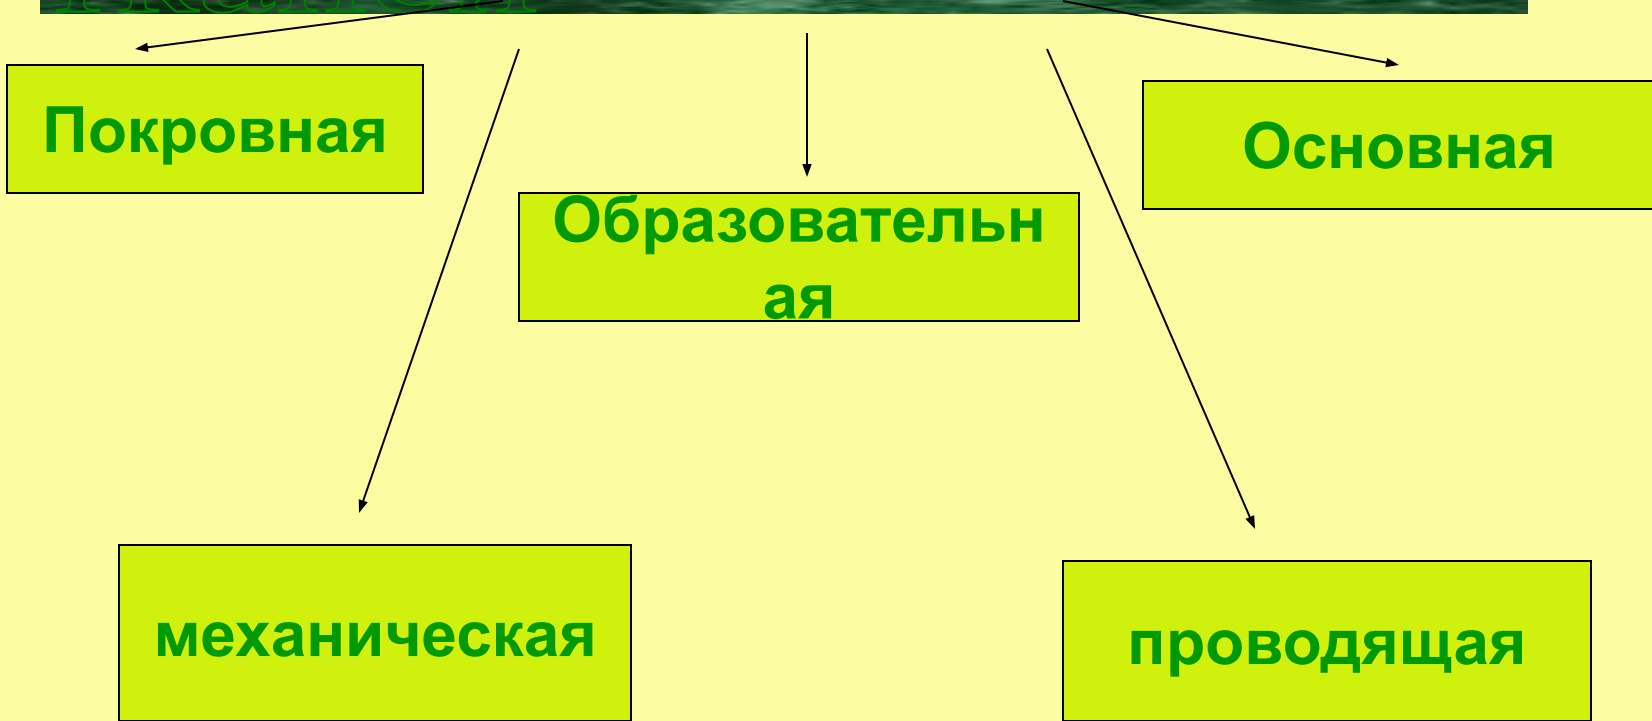 Покровная
Основная
Образовательн
ая
механическая
проводящая